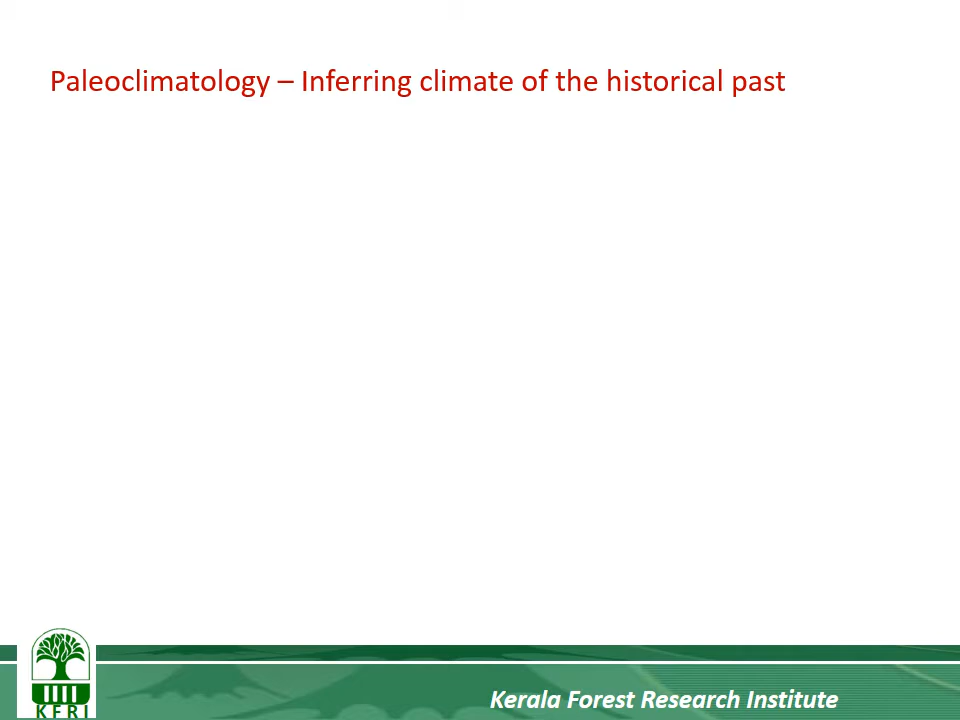 Paleoclimatology – Inferring climate of the historical past
KFRI
Kerala Forest Research Institute